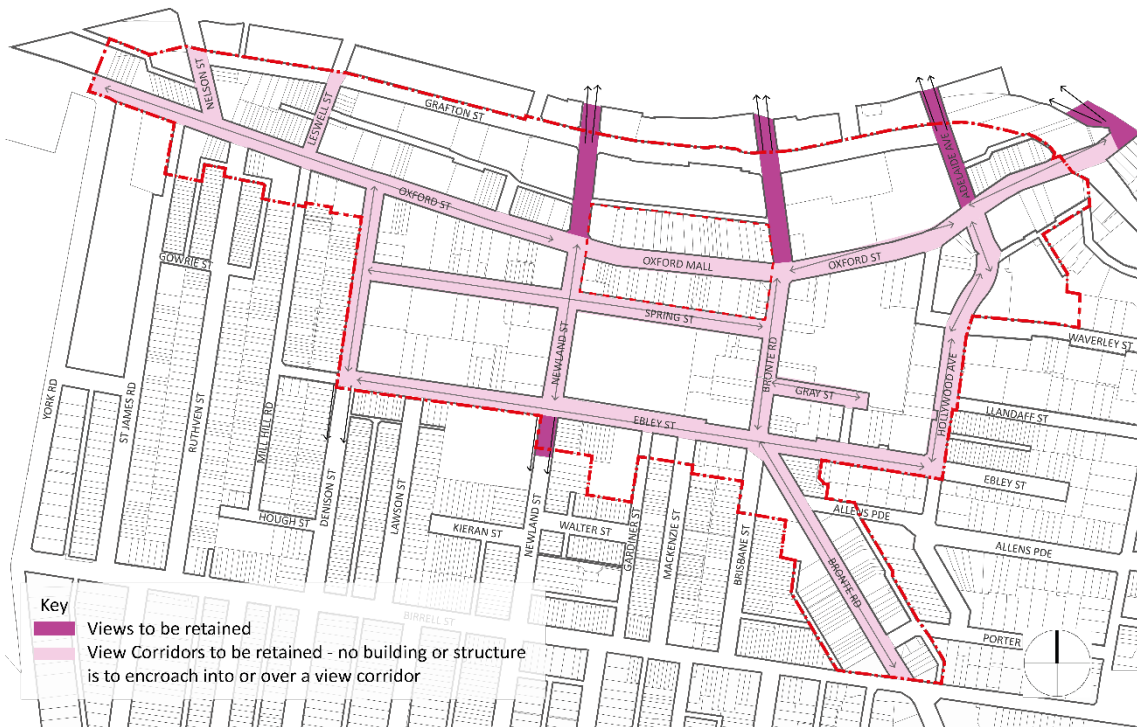 NELSON ST
LESWELL ST
GRAFTON ST
ADELAIDE AVE
OXFORD ST
OXFORD MALL
OXFORD ST
GOWRIE ST
SPRING ST
WAVERLEY ST
NEWLAND ST
BRONTE RD
GRAY ST
HOLLYWOOD AVE
LLANDAFF ST
YORK RD
ST JAMES RD
RUTHVEN ST
MILL HILL RD
EBLEY ST
EBLEY ST
DENISON ST
LAWSON ST
ALLENS PDE
HOUGH ST
KIERAN ST
NEWLAND ST
WALTER ST
GARDINER ST
MACKENZIE ST
BRISBANE ST
ALLENS PDE
BRONTE RD
BIRRELL ST
PORTER
Key
Views to be retained
View Corridors to be retained - no building or structure
is to encroach into or over a view corridor